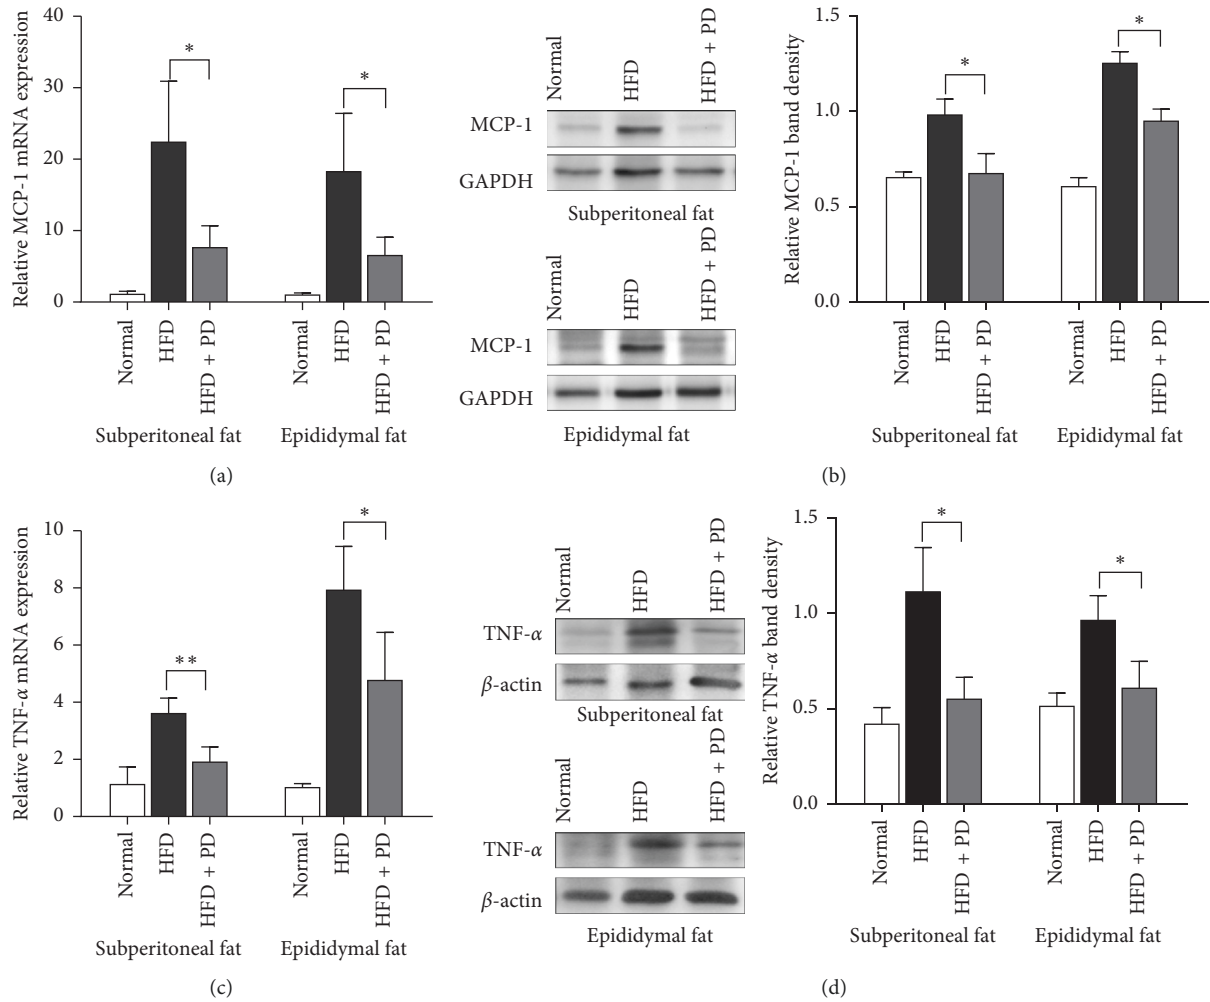 Relative MCP-1 mRNA expression
40
30
20
10
0
*
*
Normal
HFD
HFD + PD
Normal
HFD
HFD + PD
Subperitoneal fat
Epididymal fat
(a)
Normal
HFD
HFD + PD
MCP-1
GAPDH
Subperitoneal fat
Normal
HFD
HFD + PD
MCP-1
GAPDH
Epididymal fat
Relative MCP-1 band density
1.5
1.0
0.5
0.0
*
*
Normal
HFD
HFD + PD
Normal
HFD
HFD + PD
Subperitoneal fat
Epididymal fat
(b)
Relative TNF-α mRNA expression
10
8
6
4
2
0
**
*
Normal
HFD
HFD + PD
Normal
HFD
HFD + PD
Subperitoneal fat
Epididymal fat
(c)
Normal
HFD
HFD + PD
TNF-α
β-actin
Subperitoneal fat
Normal
HFD
HFD + PD
TNF-α
β-actin
Epididymal fat
Relative TNF-α band density
1.5
1.0
0.5
0.0
*
*
Normal
HFD
HFD + PD
Normal
HFD
HFD + PD
Subperitoneal fat
Epididymal fat
(d)